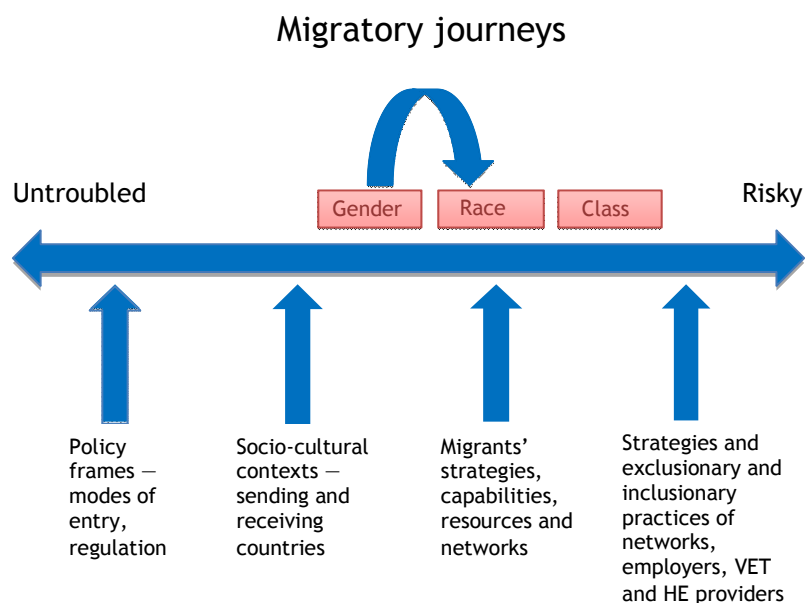 Migratory journeys
Untroubled
Gender
Race
Class
Risky
Policy
frames —
modes of
entry,
regulation
Socio-cultural
contexts —
sending and
receiving
countries
Migrants’
strategies,
capabilities,
resources and
networks
Strategies and
exclusionary and
inclusionary
practices of
networks,
employers, VET
and HE providers